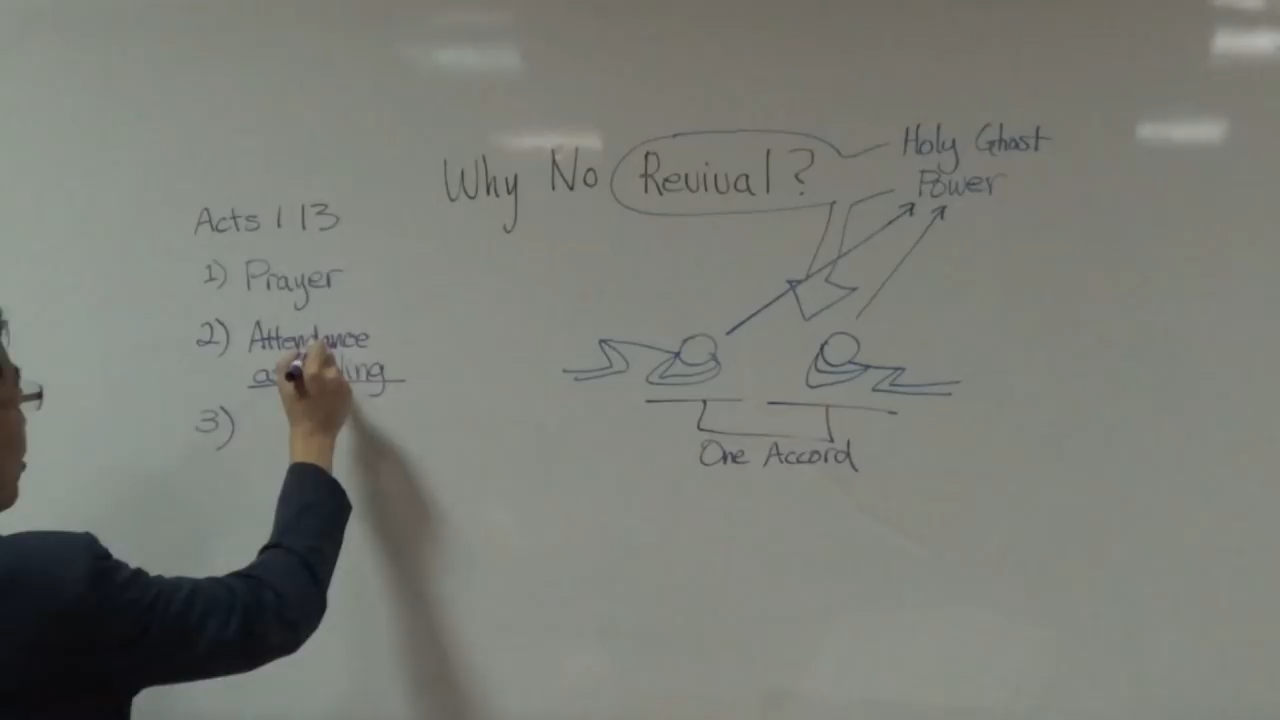 Why No Revival?
Holy Ghost
Power
Acts 1 13
1) Prayer
2) Attendance
3)
One Accord